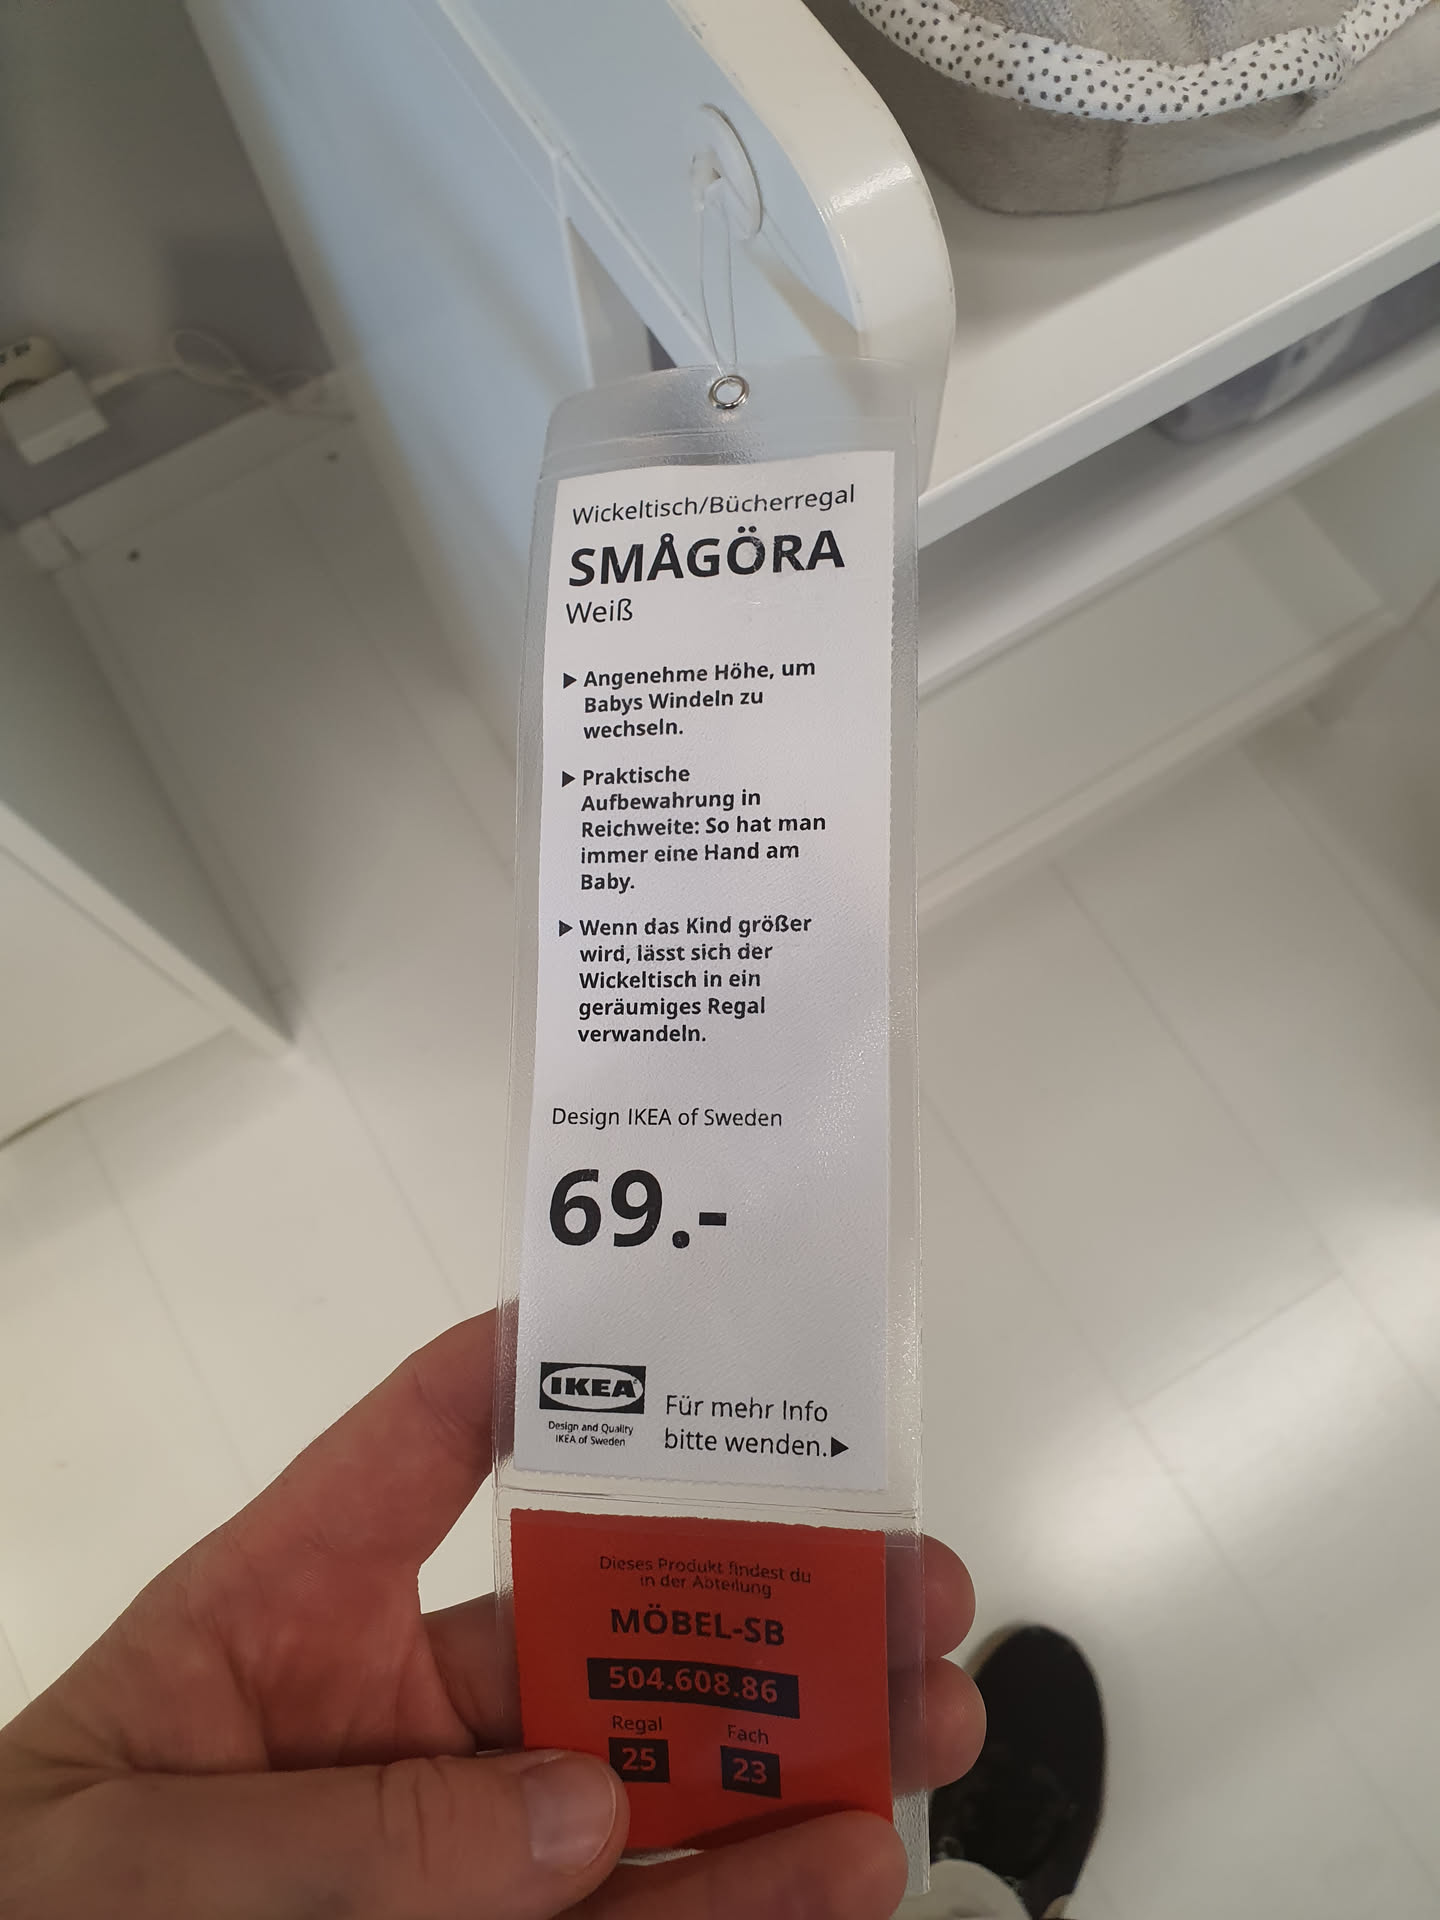 Wickeltisch/Bücherregal
SMÅGÖRA
Weiß
▶ Angenehme Höhe, um
Babys Windeln zu
wechseln.
▶ Praktische
Aufbewahrung in
Reichweite: So hat man
immer eine Hand am
Baby.
▶ Wenn das Kind größer
wird, lässt sich der
Wickeltisch in ein
geräumiges Regal
verwandeln.
Design IKEA of Sweden
69.-
IKEA
Design and Quality
IKEA of Sweden
Für mehr Info
bitte wenden.▶
Dieses Produkt findest du
in der Abteilung
MÖBEL-SB
504.608.86
Regal Fach
25 23